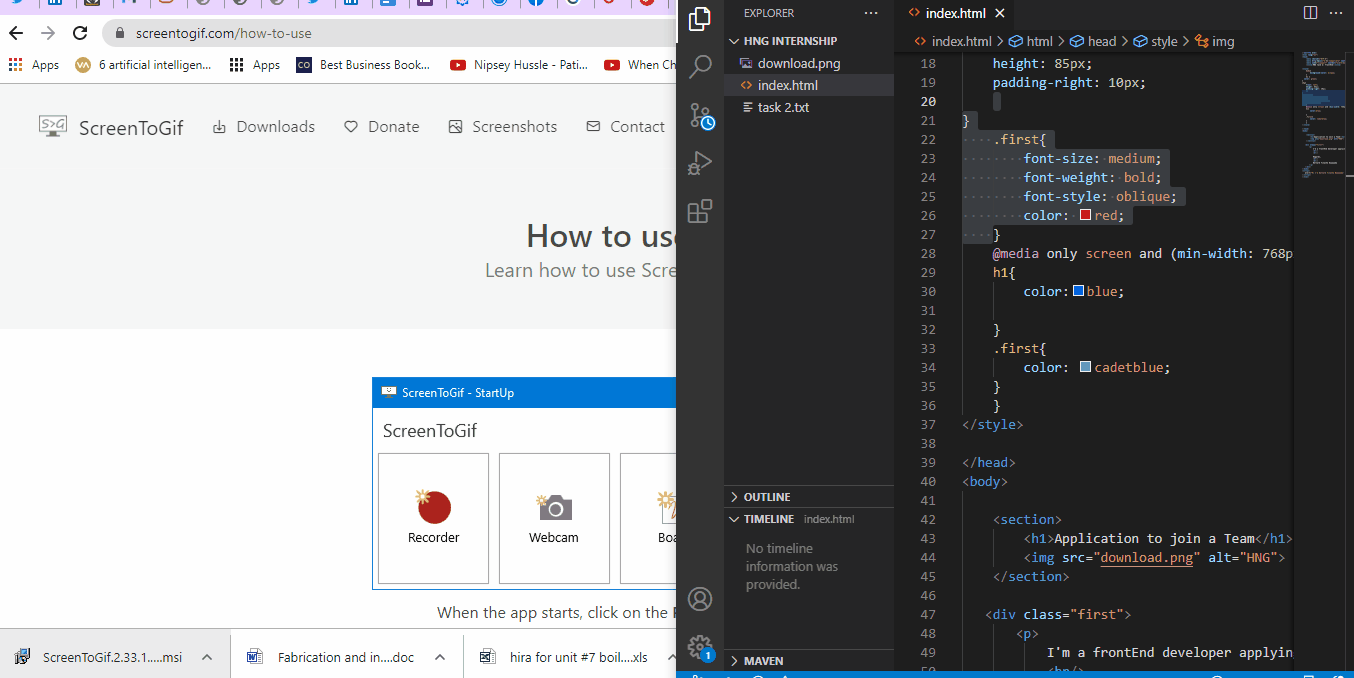 screentogif.com/how-to-use
Apps
6 artificial intelligen...
Apps
Best Business Book...
Nipsey Hussle - Pati...
When Ch
S>G
ScreenToGif
Downloads
Donate
Screenshots
Contact
How to us
Learn how to use Scre
ScreenToGif - StartUp
ScreenToGif
Recorder
Webcam
Boa
When the app starts, click on the
ScreenToGif.2.33.1.....msi
Fabrication and in....doc
hira for unit #7 boil....xls
EXPLORER
HNG INTERNSHIP
download.png
index.html
task 2.txt
OUTLINE
TIMELINE index.html
No timeline
information was
provided.
MAVEN
1
index.html
index.html > html > head > style > img
18 height: 85px;
19 padding-right: 10px;
20
21 }
22 .first{
23 font-size: medium;
24 font-weight: bold;
25 font-style: oblique;
26 color: red;
27 }
28 @media only screen and (min-width: 768p
29 h1{
30 color: blue;
31
32 }
33 .first{
34 color: cadetblue;
35 }
36 }
37 </style>
38
39 </head>
40 <body>
41
42 <section>
43 <h1>Application to join a Team</h1>
44 <img src="download.png" alt="HNG">
45 </section>
46
47 <div class="first">
48 <p>
49 I'm a frontEnd developer applyin
50 <br/>